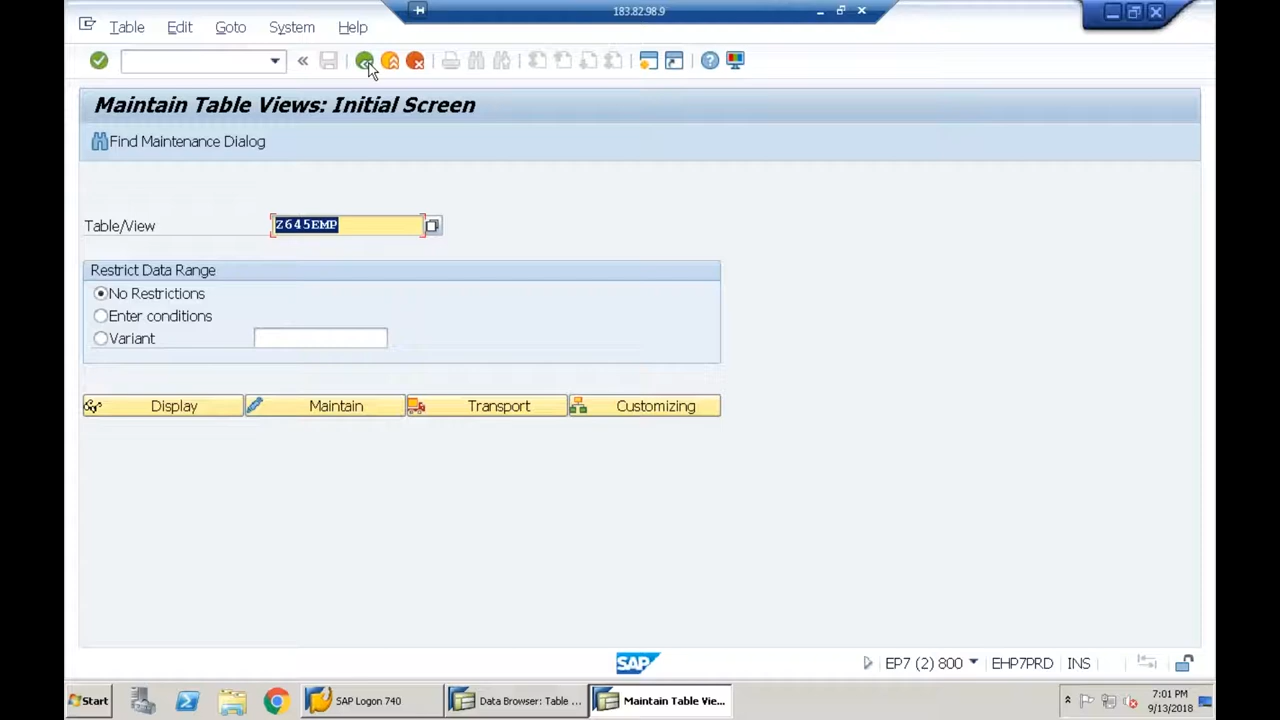 183.82.98.9
Table Edit Goto System Help
Maintain Table Views: Initial Screen
Find Maintenance Dialog
Table/View Z645EMP
Restrict Data Range
No Restrictions
Enter conditions
Variant
Display Maintain Transport Customizing
SAP EP7 (2) 800 EHP7PRD INS
Start SAP Logon 740 Data Browser: Table ... Maintain Table Vie... 7:01 PM
9/13/2018